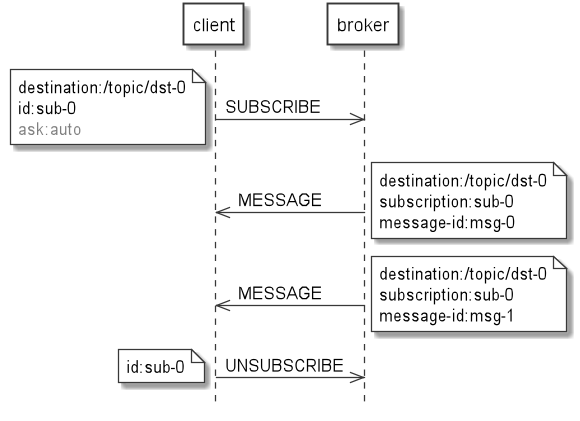 client
broker
destination:/topic/dst-0
id:sub-0
ask:auto
SUBSCRIBE
destination:/topic/dst-0
subscription:sub-0
message-id:msg-0
MESSAGE
destination:/topic/dst-0
subscription:sub-0
message-id:msg-1
MESSAGE
id:sub-0
UNSUBSCRIBE